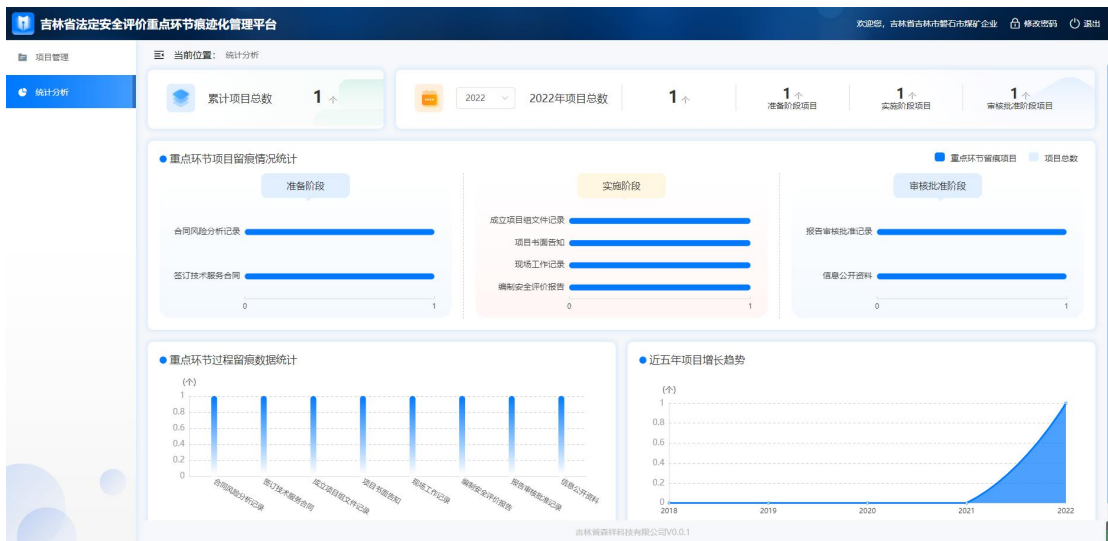 吉林省法定安全评价重点环节痕迹化管理平台
欢迎您，吉林省吉林市磐石市煤矿企业 修改密码 退出
项目管理
统计分析
当前位置： 统计分析
累计项目总数 1 个
2022 2022年项目总数 1 个
1 个
准备阶段项目
1 个
实施阶段项目
1 个
审核批准阶段项目
重点环节项目留痕情况统计
重点环节留痕项目 项目总数
准备阶段
合同风险分析记录
签订技术服务合同
0 1
实施阶段
成立项目组文件记录
项目书面告知
现场工作记录
编制安全评价报告
0 1
审核批准阶段
报告审核批准记录
信息公开资料
0 1
重点环节过程留痕数据统计
(个)
1
0.8
0.6
0.4
0.2
0
合同风险分析记录 签订技术服务合同 成立项目组文件记录 项目书面告知 现场工作记录 编制安全评价报告 报告审核批准记录 信息公开资料
近五年项目增长趋势
(个)
1
0.8
0.6
0.4
0.2
0
2018 2019 2020 2021 2022
吉林省森祥科技有限公司V0.0.1